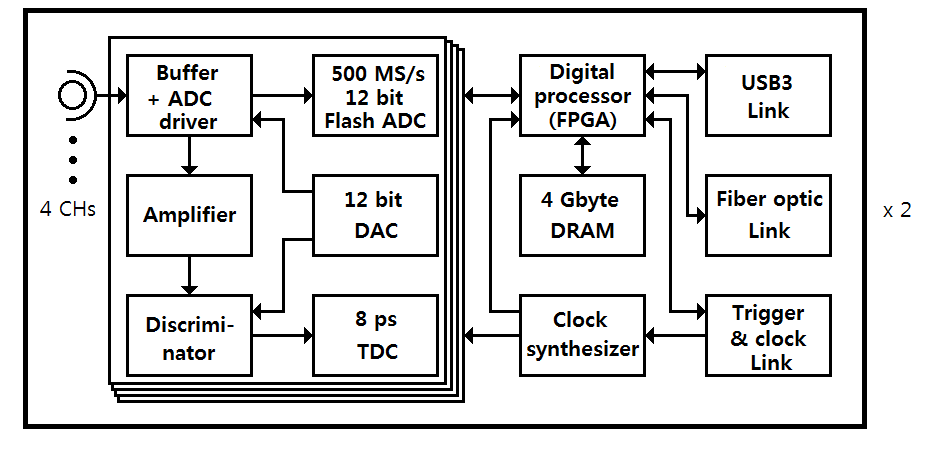 Buffer
+ ADC
driver
500 MS/s
12 bit
Flash ADC
Digital
processor
(FPGA)
USB3
Link
4 CHs
Amplifier
12 bit
DAC
4 Gbyte
DRAM
Fiber optic
Link
x 2
Discrimi-
nator
8 ps
TDC
Clock
synthesizer
Trigger
& clock
Link